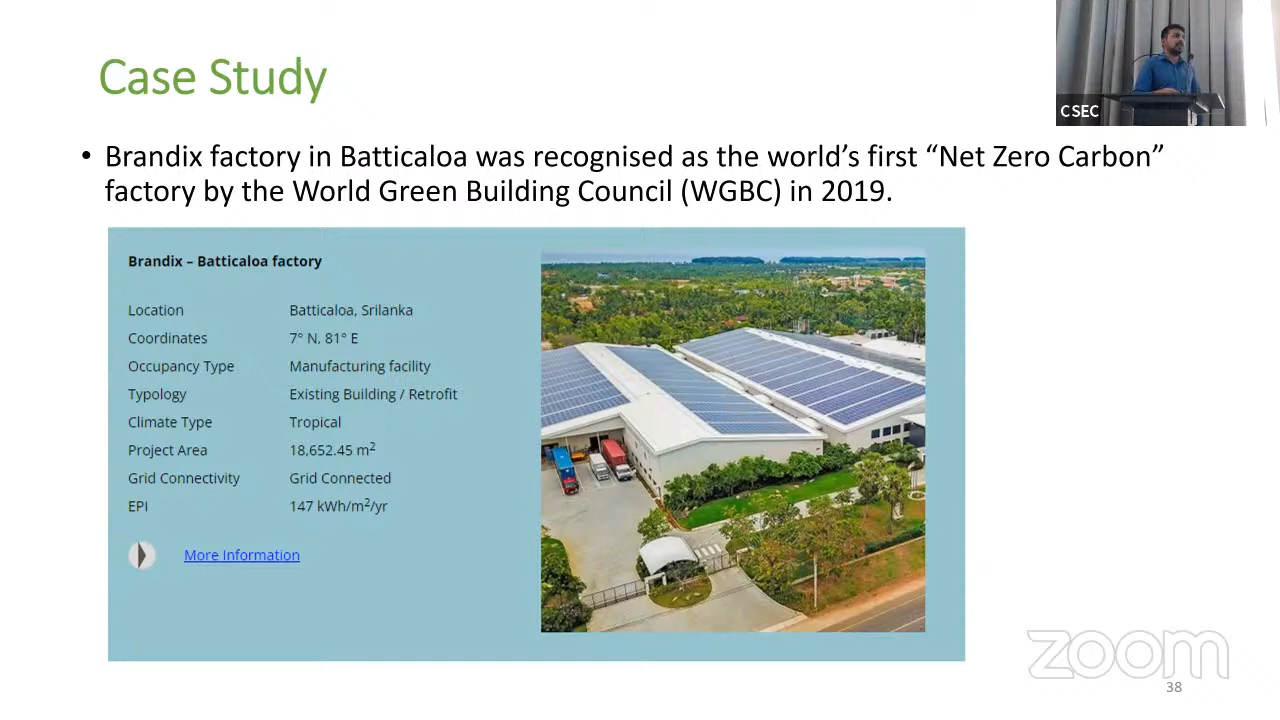 Case Study
CSEC
• Brandix factory in Batticaloa was recognised as the world’s first “Net Zero Carbon”
factory by the World Green Building Council (WGBC) in 2019.
Brandix – Batticaloa factory
Location Batticaloa, Srilanka
Coordinates 7° N, 81° E
Occupancy Type Manufacturing facility
Typology Existing Building / Retrofit
Climate Type Tropical
Project Area 18,652.45 m²
Grid Connectivity Grid Connected
EPI 147 kWh/m²/yr
More Information
zoom
38